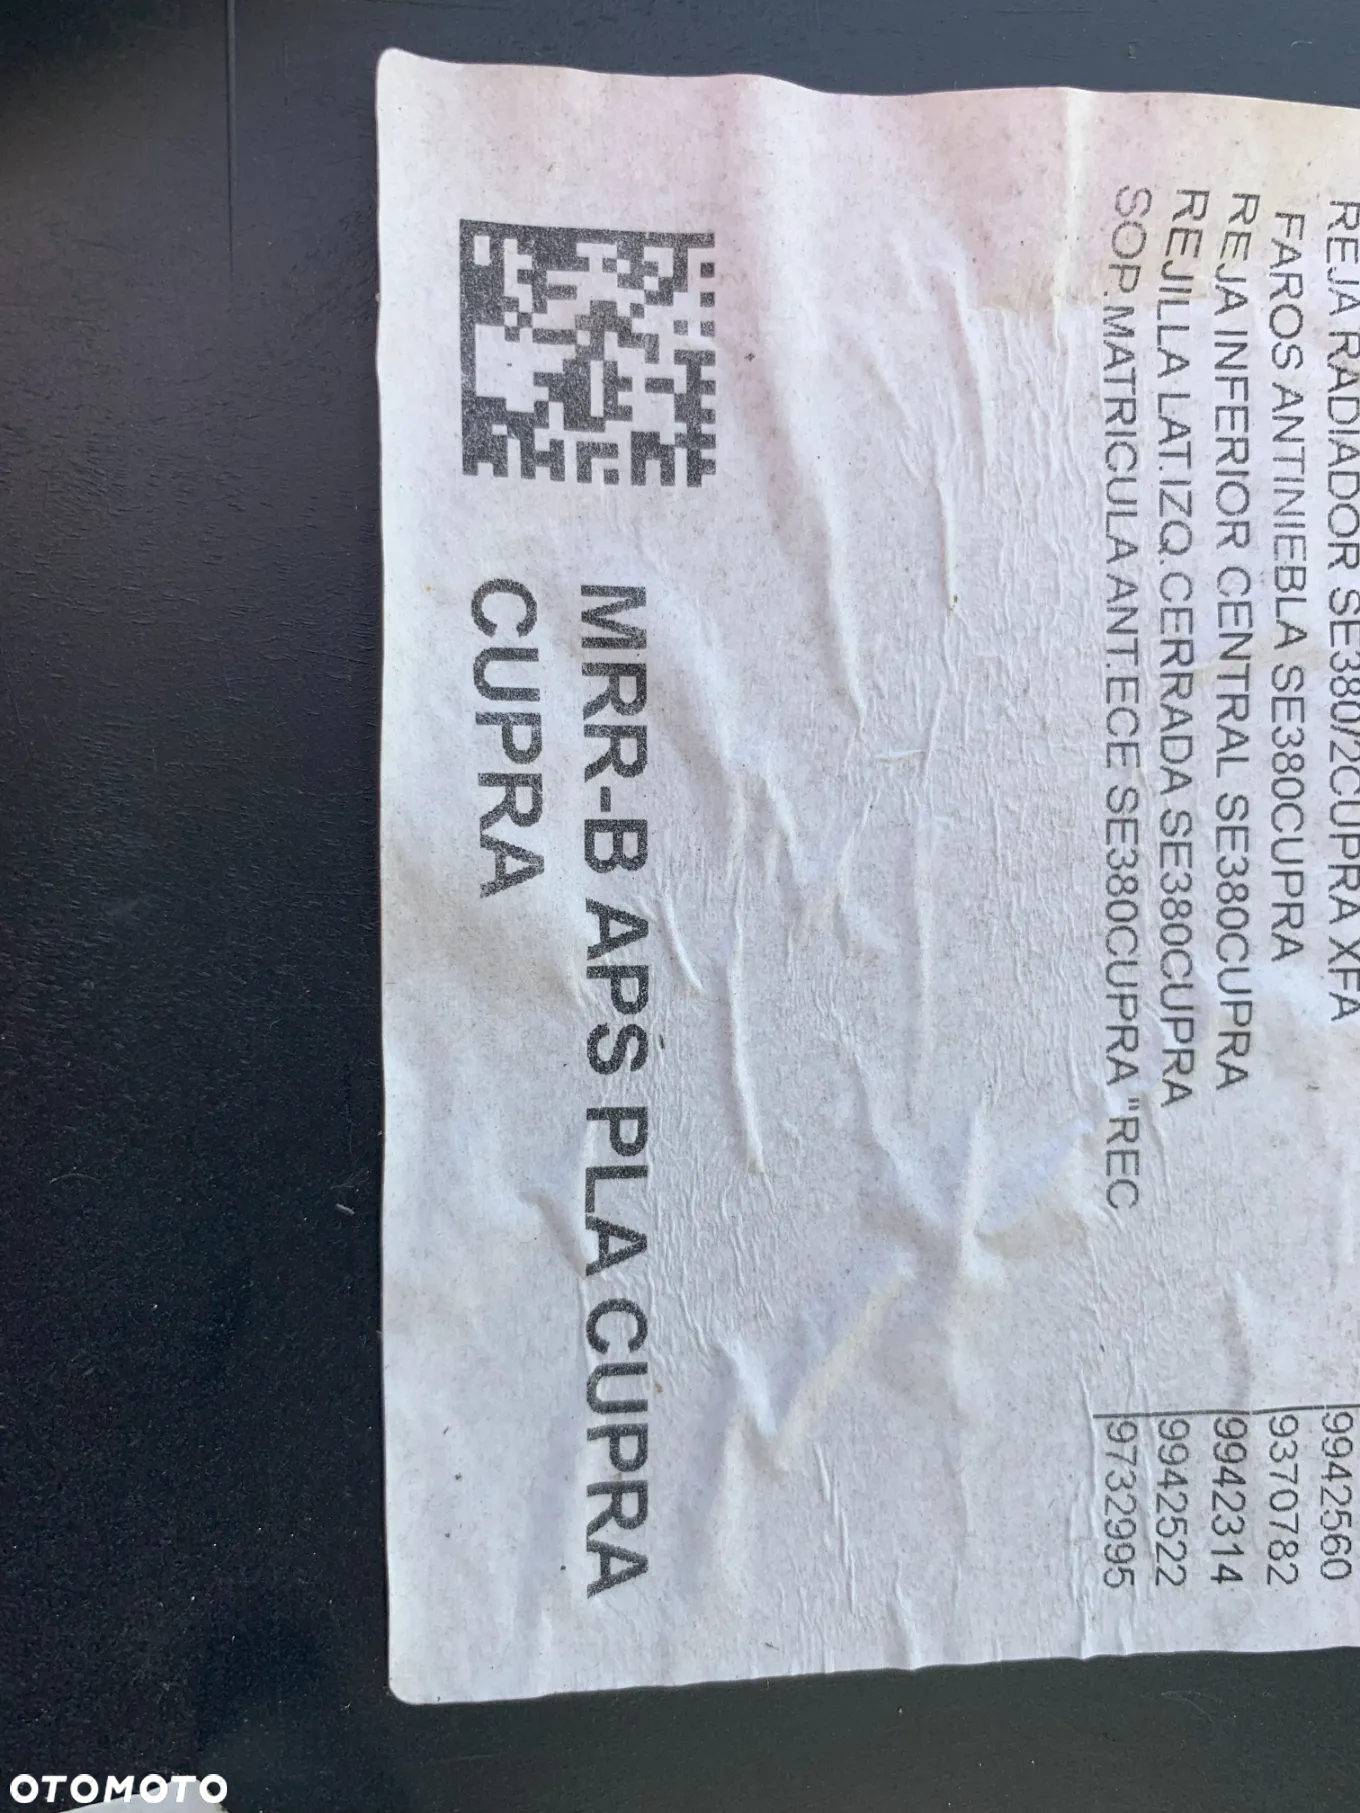 REJA RADIADOR SE380/2CUPRA XFA 9942560
FAROS ANTINIEBLA SE380CUPRA 9370782
REJA INFERIOR CENTRAL SE380CUPRA 9942314
REJILLA LAT.IZQ.CERRADA SE380CUPRA 9942522
SOP.MATRICULA ANT.ECE SE380CUPRA "REC 9732995
MRR-B APS PLA CUPRA
CUPRA
OTOMOTO